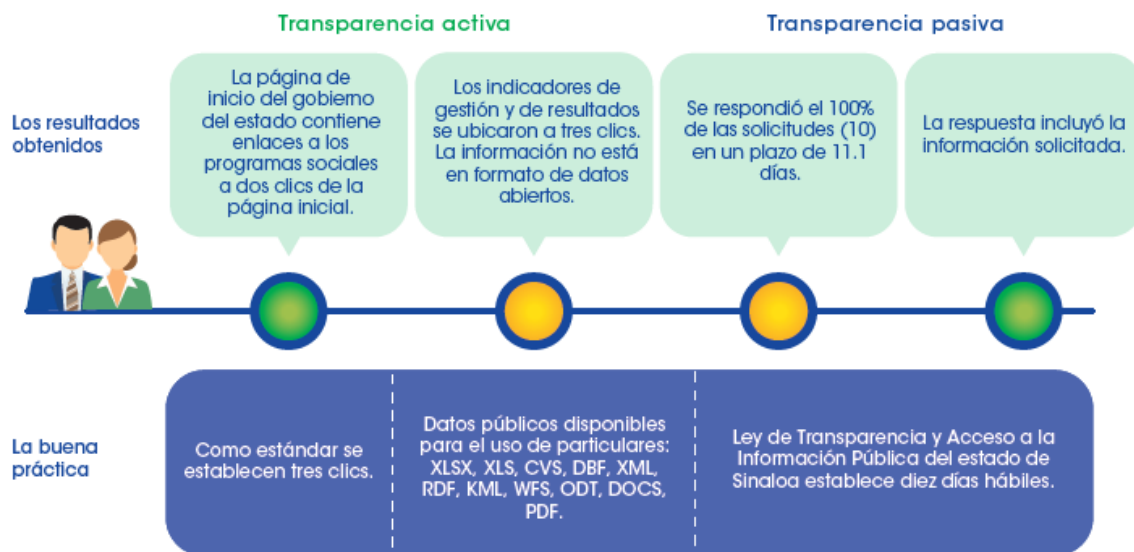 Transparencia activa
Transparencia pasiva
Los resultados
obtenidos
La página de
inicio del gobierno
del estado contiene
enlaces a los
programas sociales
a dos clics de la
página inicial.
Los indicadores de
gestión y de resultados
se ubicaron a tres clics.
La información no está
en formato de datos
abiertos.
Se respondió el 100%
de las solicitudes (10)
en un plazo de 11.1
días.
La respuesta incluyó la
información solicitada.
La buena
práctica
Como estándar se
establecen tres clics.
Datos públicos disponibles
para el uso de particulares:
XLSX, XLS, CVS, DBF, XML,
RDF, KML, WFS, ODT, DOCS,
PDF.
Ley de Transparencia y Acceso a la
Información Pública del estado de
Sinaloa establece diez días hábiles.